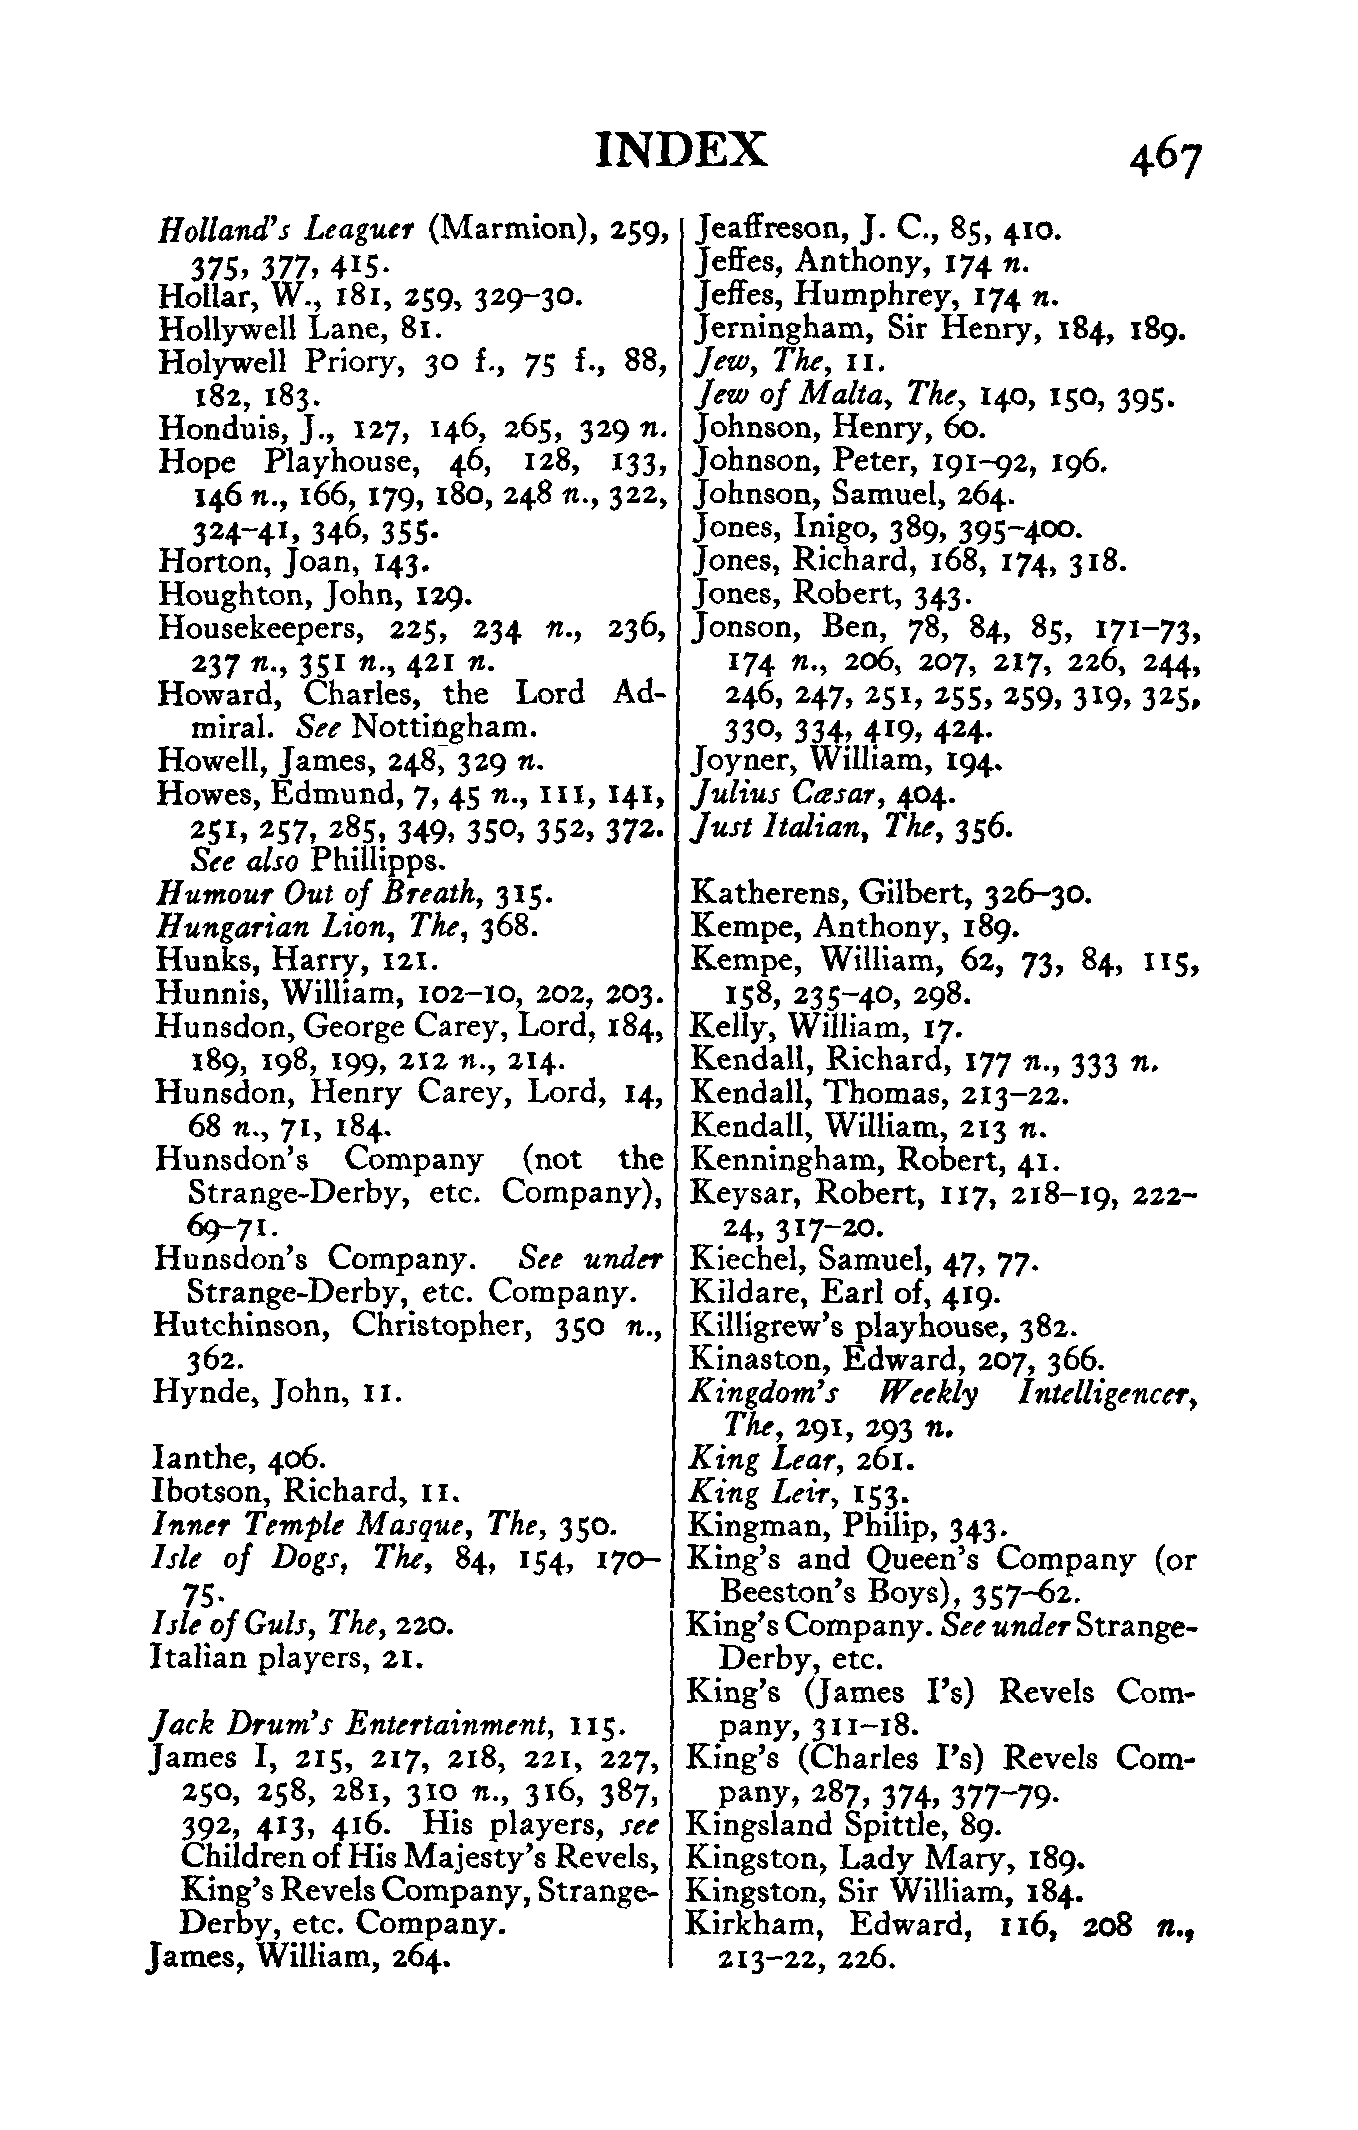 INDEX 467
Holland's Leaguer (Marmion), 259,
375, 377, 415.
Hollar, W., 181, 259, 329–30.
Hollywell Lane, 81.
Holywell Priory, 30 f., 75 f., 88,
182, 183.
Honduis, J., 127, 146, 265, 329 n.
Hope Playhouse, 46, 128, 133,
146 n., 166, 179, 180, 248 n., 322,
324–41, 346, 355.
Horton, Joan, 143.
Houghton, John, 129.
Housekeepers, 225, 234 n., 236,
237 n., 351 n., 421 n.
Howard, Charles, the Lord Ad-
miral. See Nottingham.
Howell, James, 248, 329 n.
Howes, Edmund, 7, 45 n., 111, 141,
251, 257, 285, 349, 350, 352, 372.
See also Phillipps.
Humour Out of Breath, 315.
Hungarian Lion, The, 368.
Hunks, Harry, 121.
Hunnis, William, 102–10, 202, 203.
Hunsdon, George Carey, Lord, 184,
189, 198, 199, 212 n., 214.
Hunsdon, Henry Carey, Lord, 14,
68 n., 71, 184.
Hunsdon's Company (not the
Strange-Derby, etc. Company),
69–71.
Hunsdon's Company. See under
Strange-Derby, etc. Company.
Hutchinson, Christopher, 350 n.,
362.
Hynde, John, 11.
Ianthe, 406.
Ibotson, Richard, 11.
Inner Temple Masque, The, 350.
Isle of Dogs, The, 84, 154, 170–
75.
Isle of Guls, The, 220.
Italian players, 21.
Jack Drum's Entertainment, 115.
James I, 215, 217, 218, 221, 227,
250, 258, 281, 310 n., 316, 387,
392, 413, 416. His players, see
Children of His Majesty's Revels,
King's Revels Company, Strange-
Derby, etc. Company.
James, William, 264.
Jeaffreson, J. C., 85, 410.
Jeffes, Anthony, 174 n.
Jeffes, Humphrey, 174 n.
Jerningham, Sir Henry, 184, 189.
Jew, The, 11.
Jew of Malta, The, 140, 150, 395.
Johnson, Henry, 60.
Johnson, Peter, 191–92, 196.
Johnson, Samuel, 264.
Jones, Inigo, 389, 395–400.
Jones, Richard, 168, 174, 318.
Jones, Robert, 343.
Jonson, Ben, 78, 84, 85, 171–73,
174 n., 206, 207, 217, 226, 244,
246, 247, 251, 255, 259, 319, 325,
330, 334, 419, 424.
Joyner, William, 194.
Julius Cæsar, 404.
Just Italian, The, 356.
Katherens, Gilbert, 326–30.
Kempe, Anthony, 189.
Kempe, William, 62, 73, 84, 115,
158, 235–40, 298.
Kelly, William, 17.
Kendall, Richard, 177 n., 333 n.
Kendall, Thomas, 213–22.
Kendall, William, 213 n.
Kenningham, Robert, 41.
Keysar, Robert, 117, 218–19, 222–
24, 317–20.
Kiechel, Samuel, 47, 77.
Kildare, Earl of, 419.
Killigrew's playhouse, 382.
Kinaston, Edward, 207, 366.
Kingdom's Weekly Intelligencer,
The, 291, 293 n.
King Lear, 261.
King Leir, 153.
Kingman, Philip, 343.
King's and Queen's Company (or
Beeston's Boys), 357–62.
King's Company. See under Strange-
Derby, etc.
King's (James I's) Revels Com-
pany, 311–18.
King's (Charles I's) Revels Com-
pany, 287, 374, 377–79.
Kingsland Spittle, 89.
Kingston, Lady Mary, 189.
Kingston, Sir William, 184.
Kirkham, Edward, 116, 208 n.,
213–22, 226.